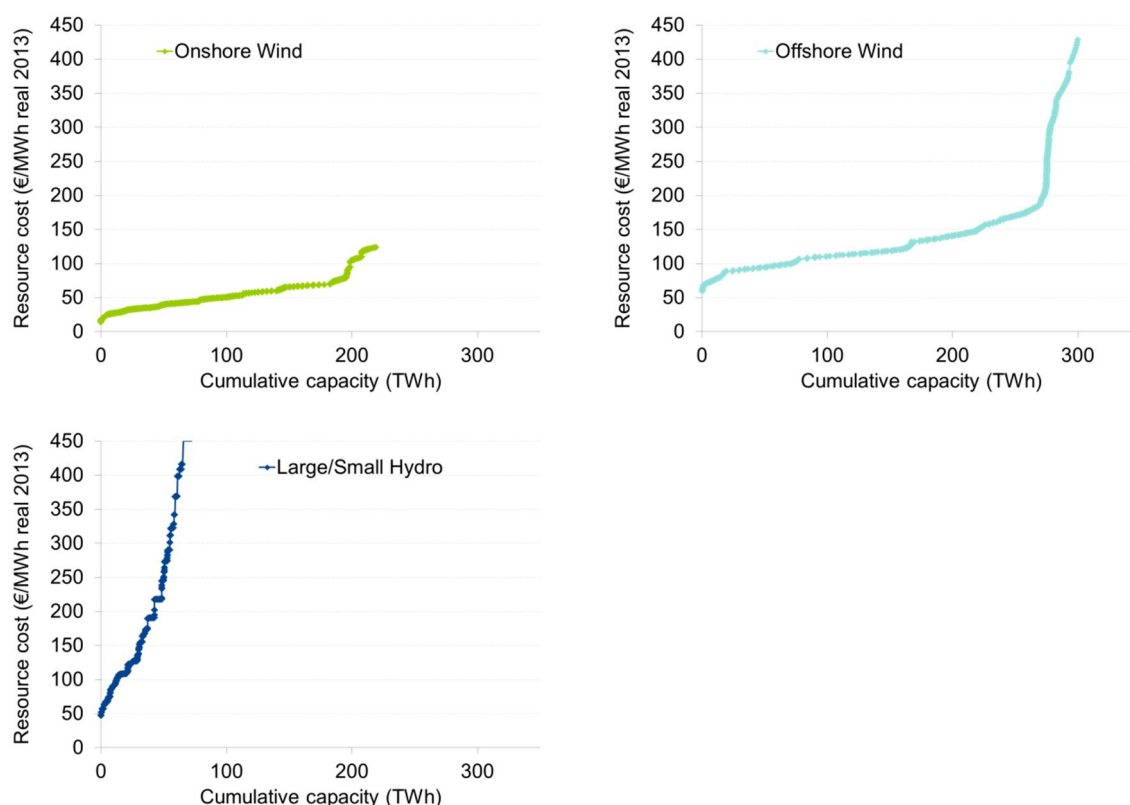 Resource cost (€/MWh real 2013)
450
400
350
300
250
200
150
100
50
0
Onshore Wind
0 100 200 300
Cumulative capacity (TWh)
Resource cost (€/MWh real 2013)
450
400
350
300
250
200
150
100
50
0
Offshore Wind
0 100 200 300
Cumulative capacity (TWh)
Resource cost (€/MWh real 2013)
450
400
350
300
250
200
150
100
50
0
Large/Small Hydro
0 100 200 300
Cumulative capacity (TWh)